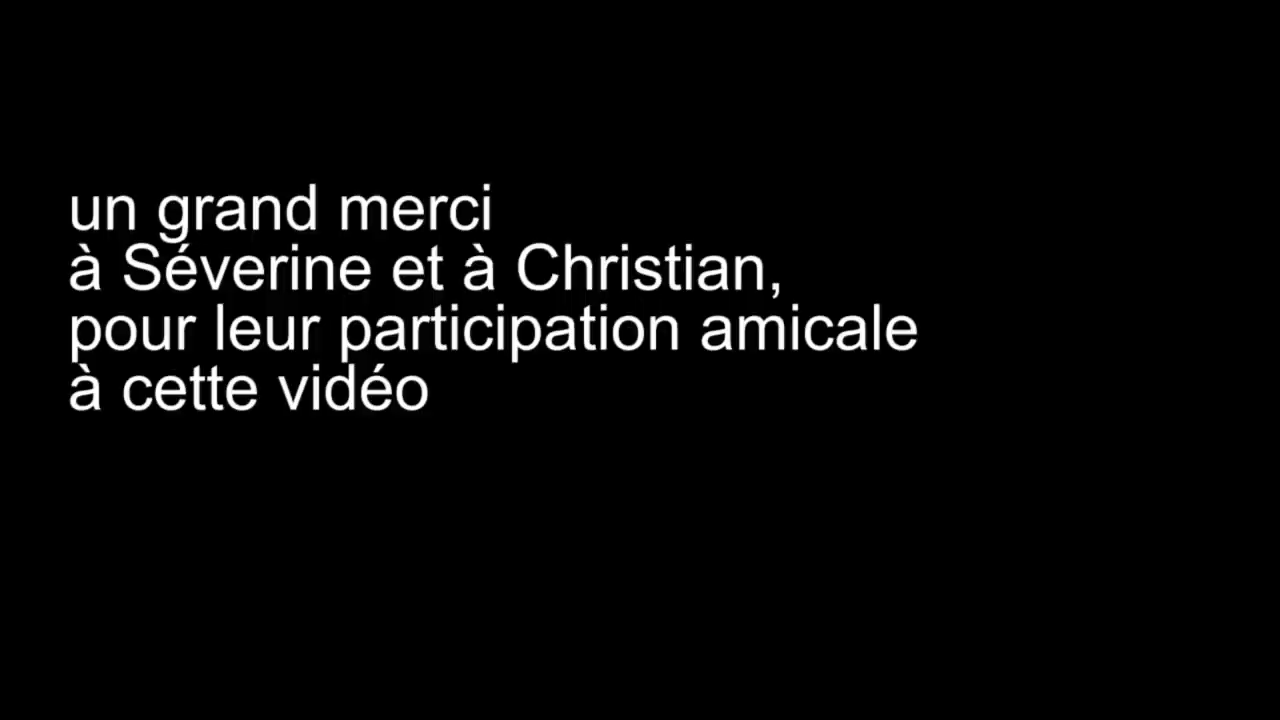 un grand merci
à Séverine et à Christian,
pour leur participation amicale
à cette vidéo